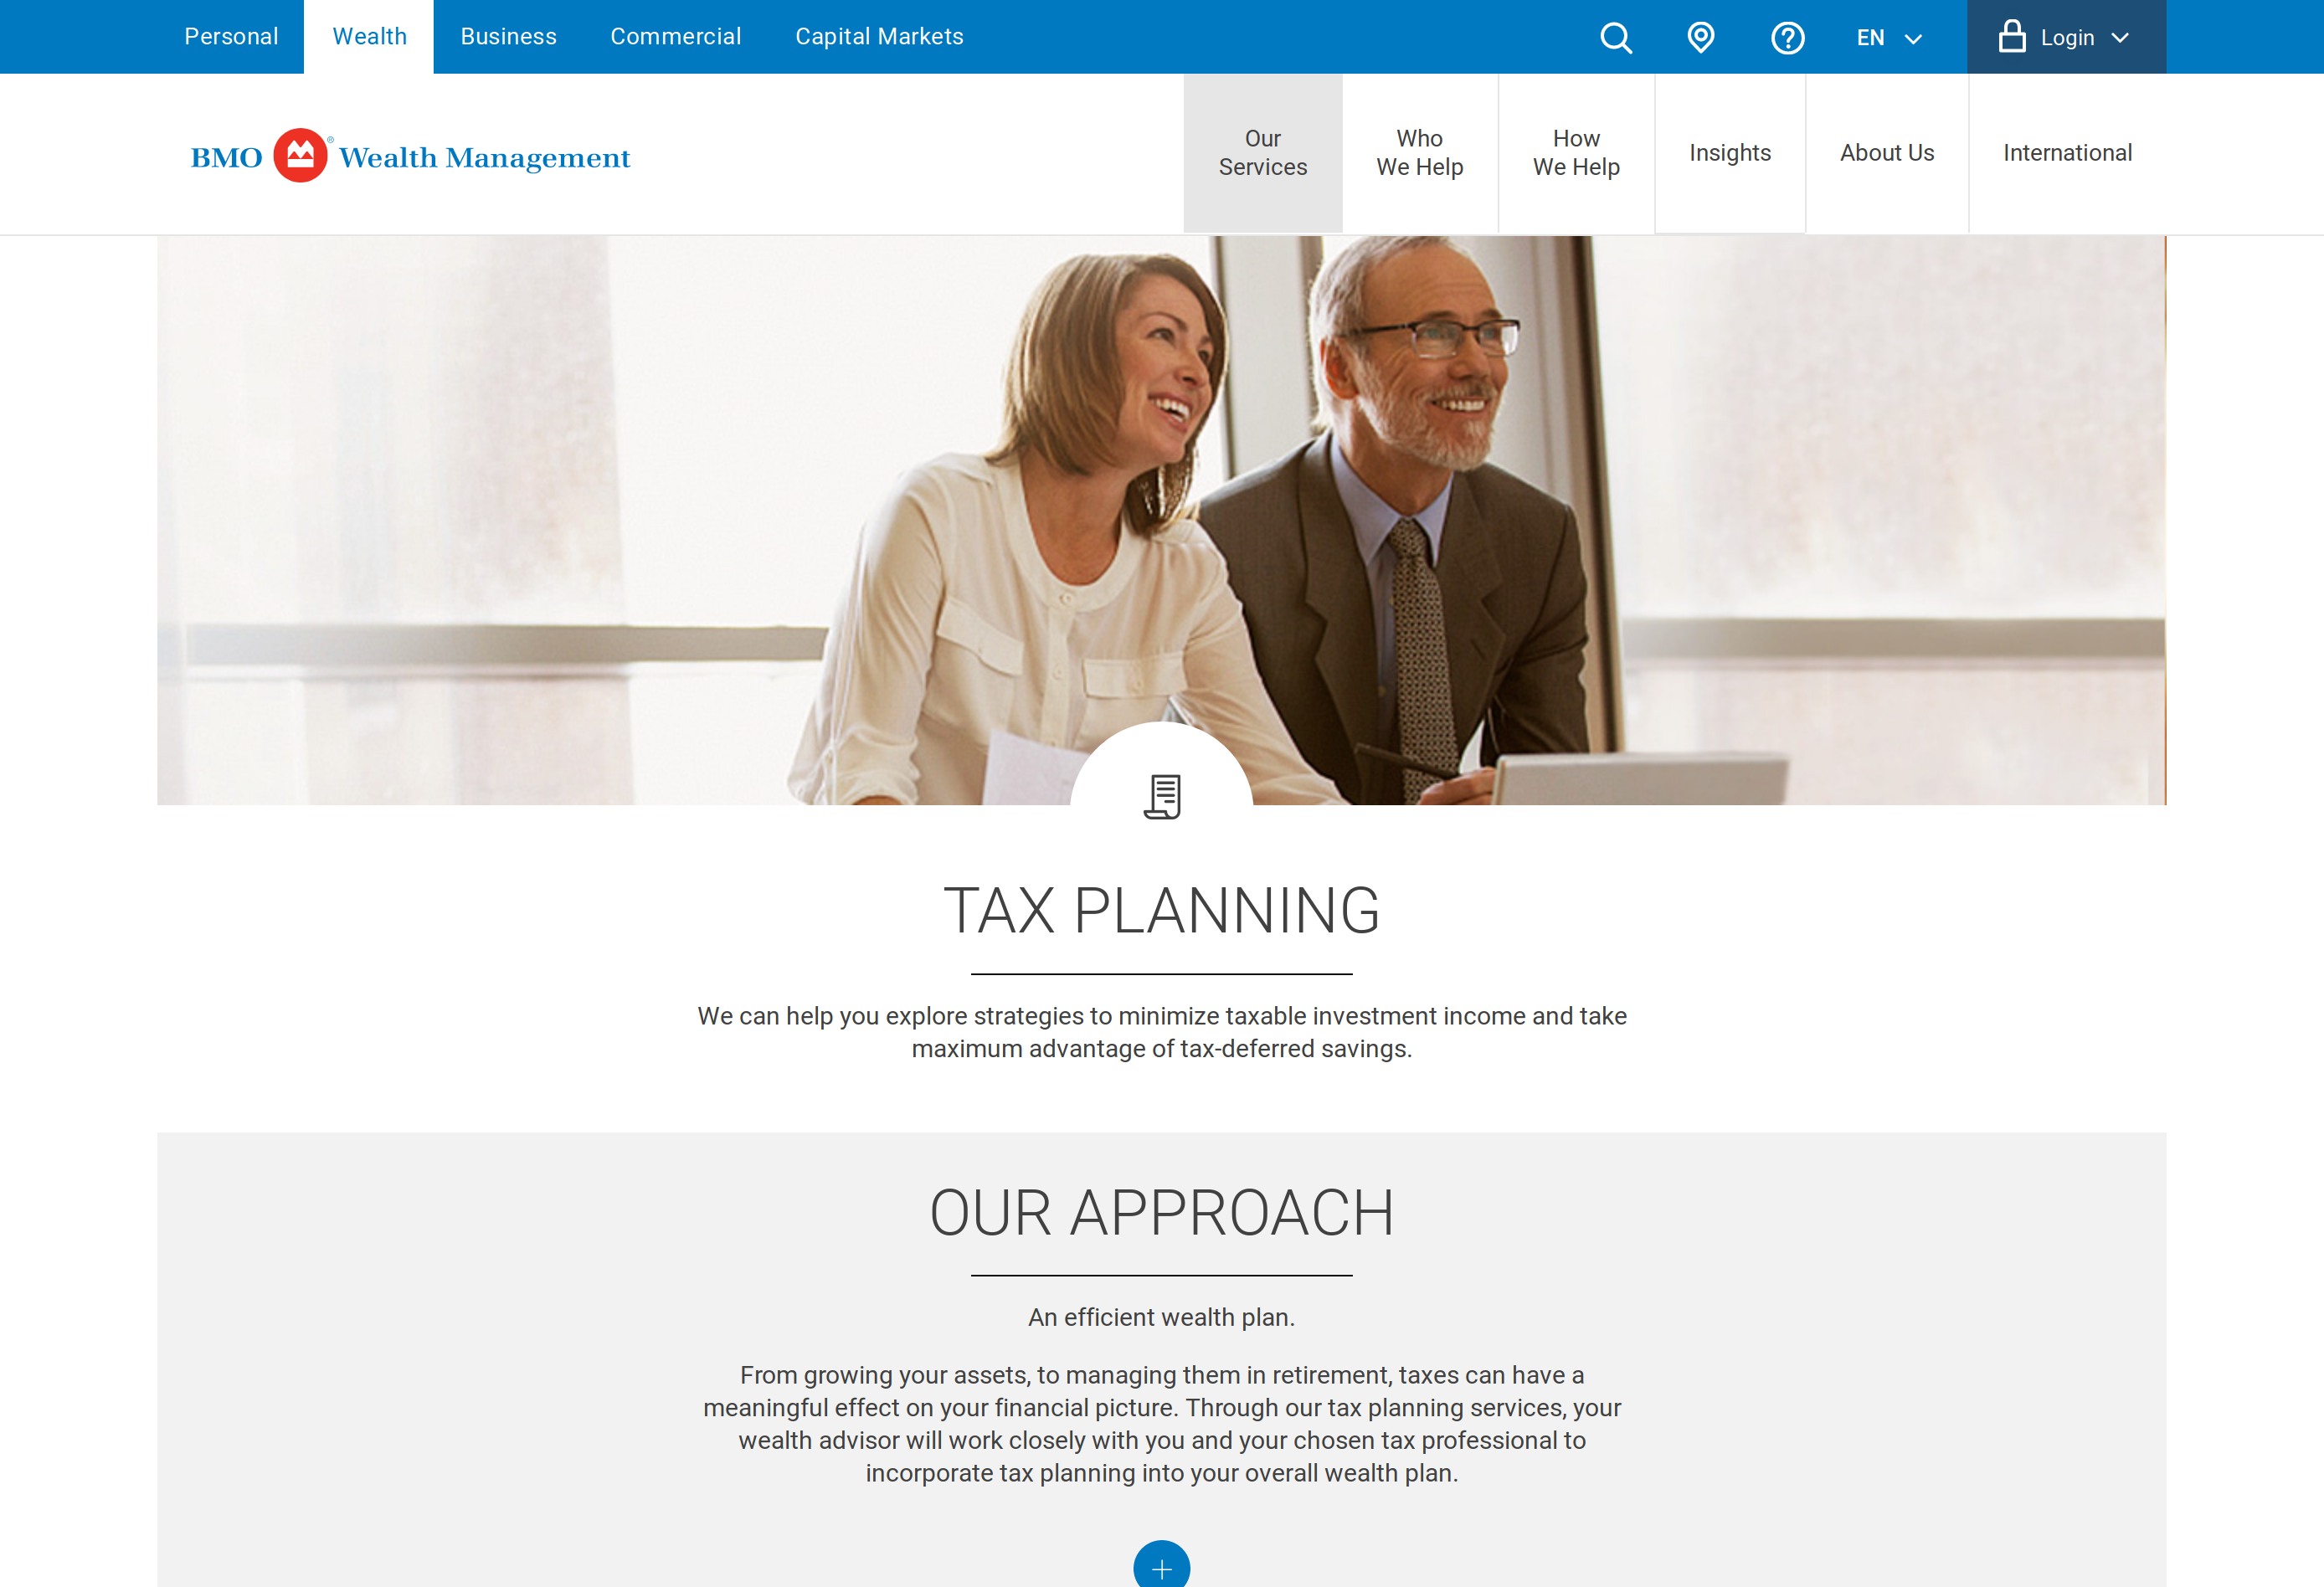 Personal
Wealth
Business
Commercial
Capital Markets
EN
Login
BMO ® Wealth Management
Our
Services
Who
We Help
How
We Help
Insights
About Us
International
TAX PLANNING
We can help you explore strategies to minimize taxable investment income and take
maximum advantage of tax-deferred savings.
OUR APPROACH
An efficient wealth plan.
From growing your assets, to managing them in retirement, taxes can have a
meaningful effect on your financial picture. Through our tax planning services, your
wealth advisor will work closely with you and your chosen tax professional to
incorporate tax planning into your overall wealth plan.